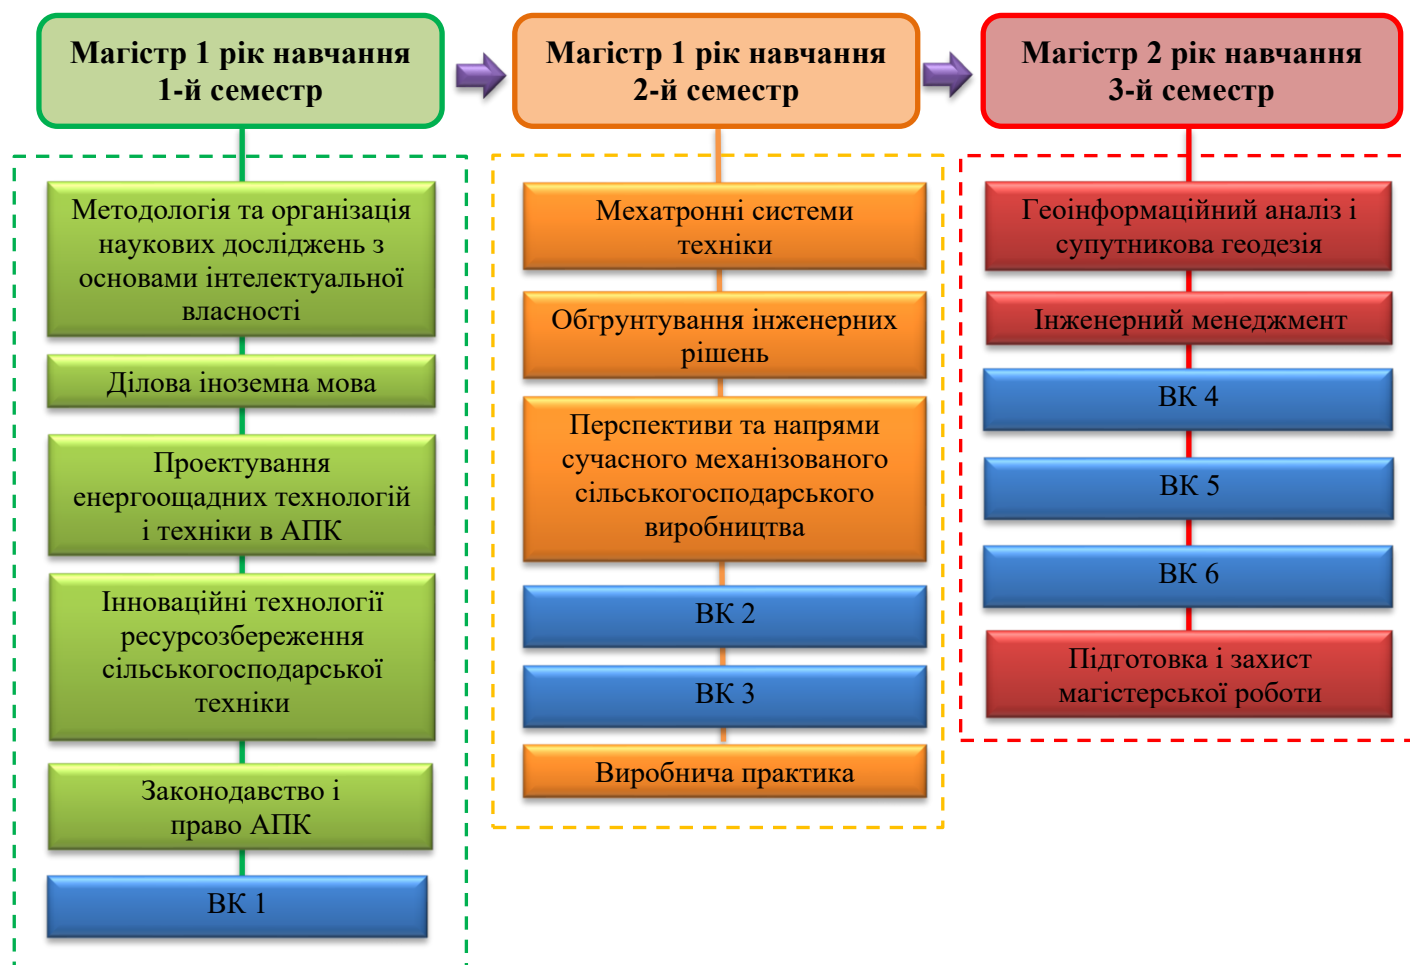 Магістр 1 рік навчання
1-й семестр
Методологія та організація
наукових досліджень з
основами інтелектуальної
власності
Ділова іноземна мова
Проектування
енергоощадних технологій
і техніки в АПК
Інноваційні технології
ресурсозбереження
сільськогосподарської
техніки
Законодавство і
право АПК
ВК 1
Магістр 1 рік навчання
2-й семестр
Мехатронні системи
техніки
Обгрунтування інженерних
рішень
Перспективи та напрями
сучасного механізованого
сільськогосподарського
виробництва
ВК 2
ВК 3
Виробнича практика
Магістр 2 рік навчання
3-й семестр
Геоінформаційний аналіз і
супутникова геодезія
Інженерний менеджмент
ВК 4
ВК 5
ВК 6
Підготовка і захист
магістерської роботи